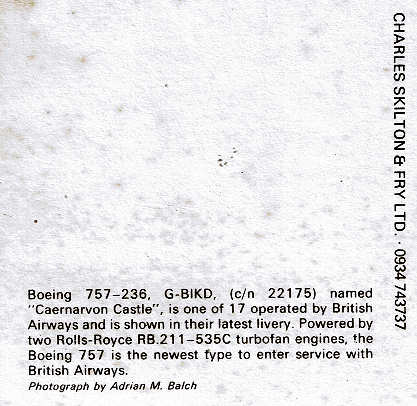 CHARLES SKILTON & FRY LTD. · 0934 743737
Boeing 757–236, G-BIKD, (c/n 22175) named
"Caernarvon Castle", is one of 17 operated by British
Airways and is shown in their latest livery. Powered by
two Rolls-Royce RB.211–535C turbofan engines, the
Boeing 757 is the newest type to enter service with
British Airways.
Photograph by Adrian M. Balch